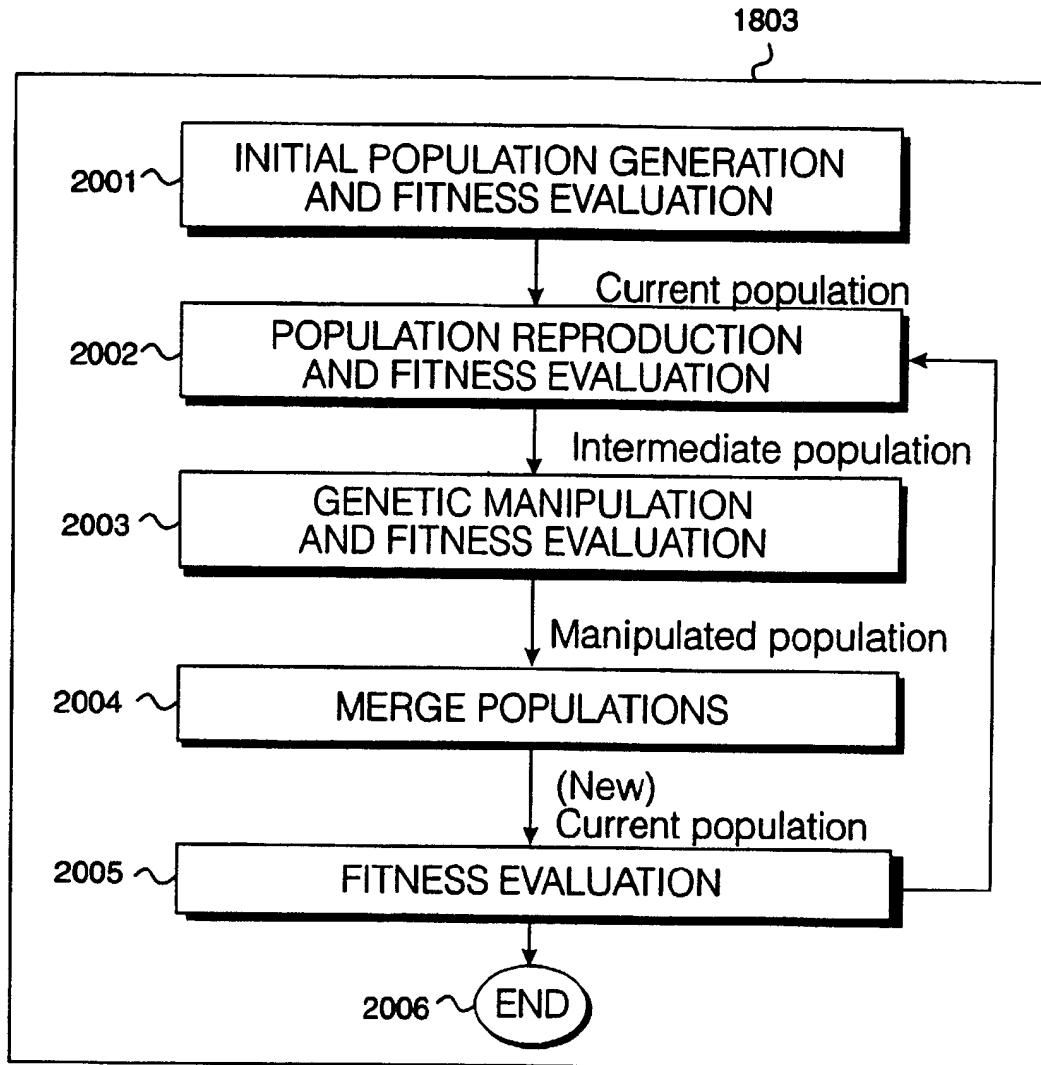 1803
2001
INITIAL POPULATION GENERATION
AND FITNESS EVALUATION
Current population
2002
POPULATION REPRODUCTION
AND FITNESS EVALUATION
Intermediate population
2003
GENETIC MANIPULATION
AND FITNESS EVALUATION
Manipulated population
2004
MERGE POPULATIONS
(New)
Current population
2005
FITNESS EVALUATION
2006
END